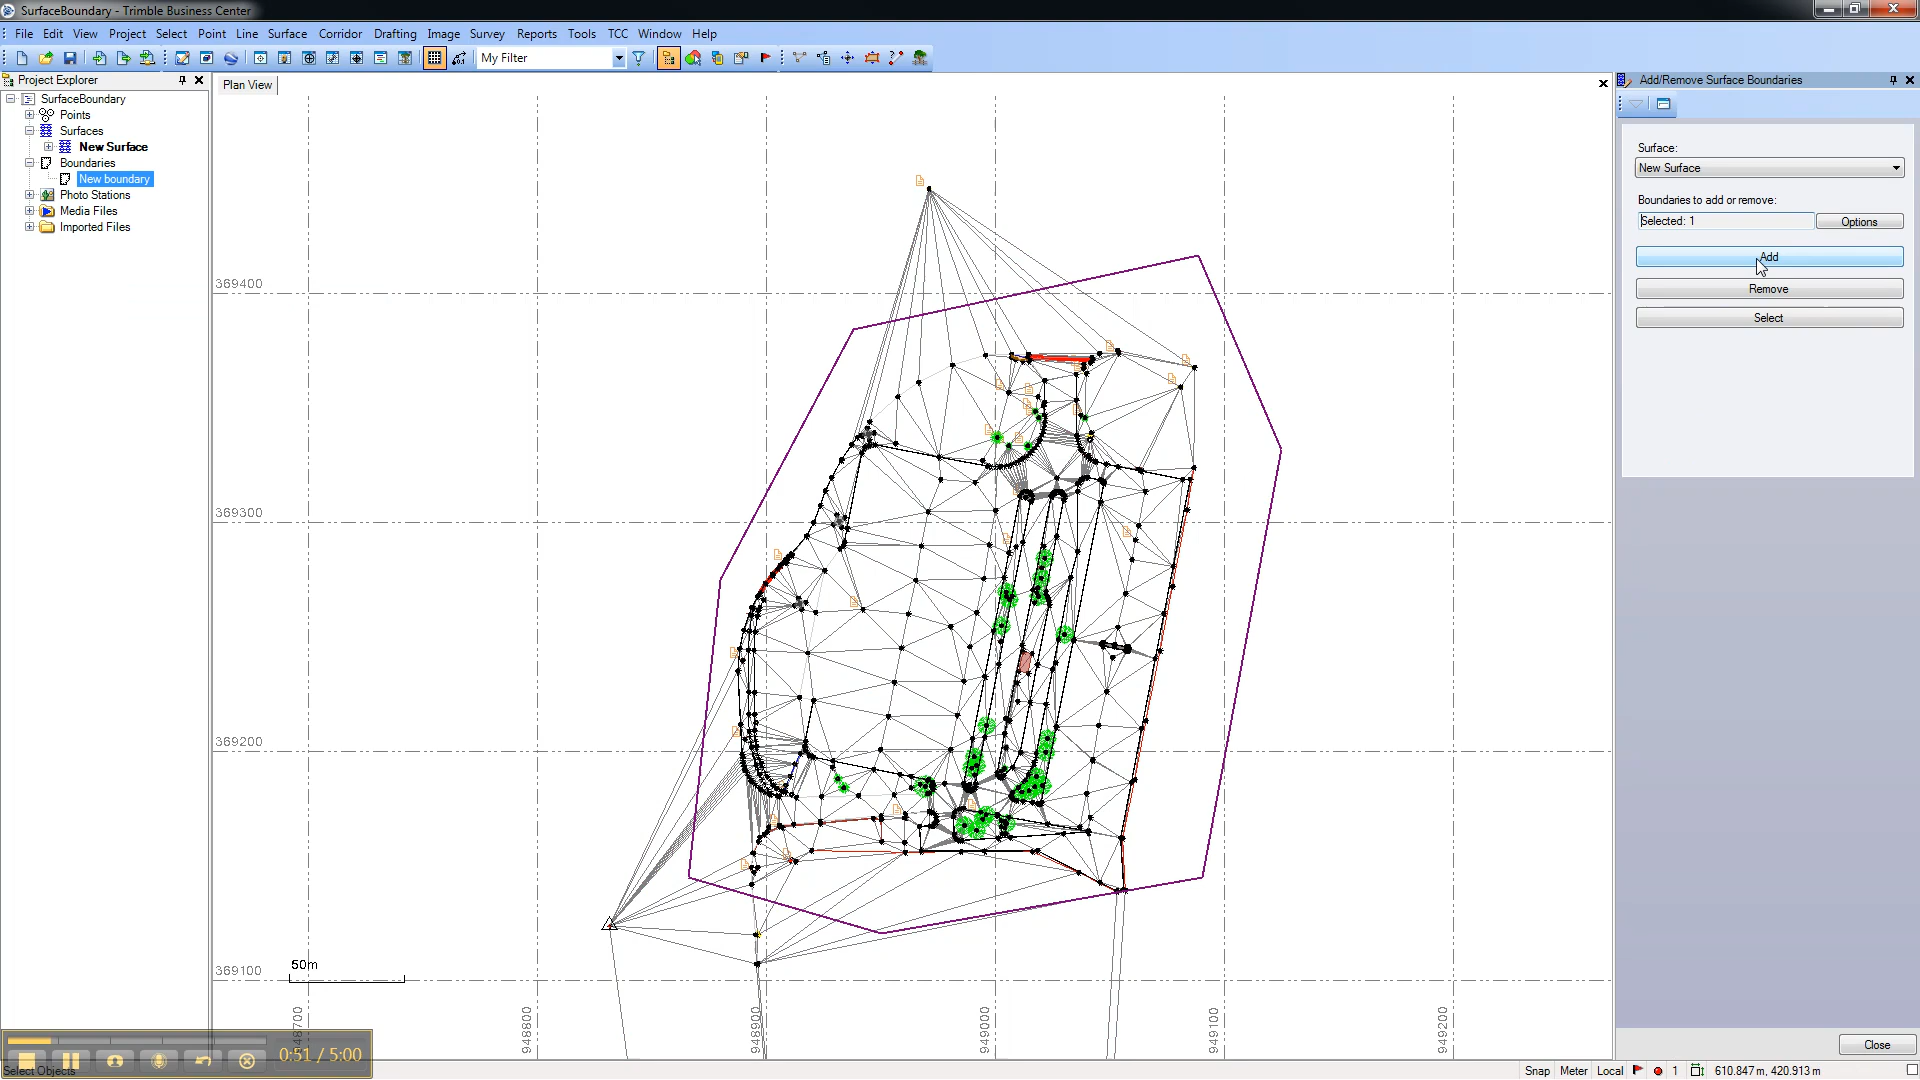 SurfaceBoundary - Trimble Business Center
File Edit View Project Select Point Line Surface Corridor Drafting Image Survey Reports Tools TCC Window Help
My Filter
Project Explorer
SurfaceBoundary
Points
Surfaces
New Surface
Boundaries
New boundary
Photo Stations
Media Files
Imported Files
Plan View
369400
369300
369200
369100
50m
948700
948800
948900
949000
949100
949200
Add/Remove Surface Boundaries
Surface:
New Surface
Boundaries to add or remove:
Selected: 1
Options
Add
Remove
Select
Close
0:51 / 5:00
Select Objects
Snap Meter Local 1 610.847 m, 420.913 m